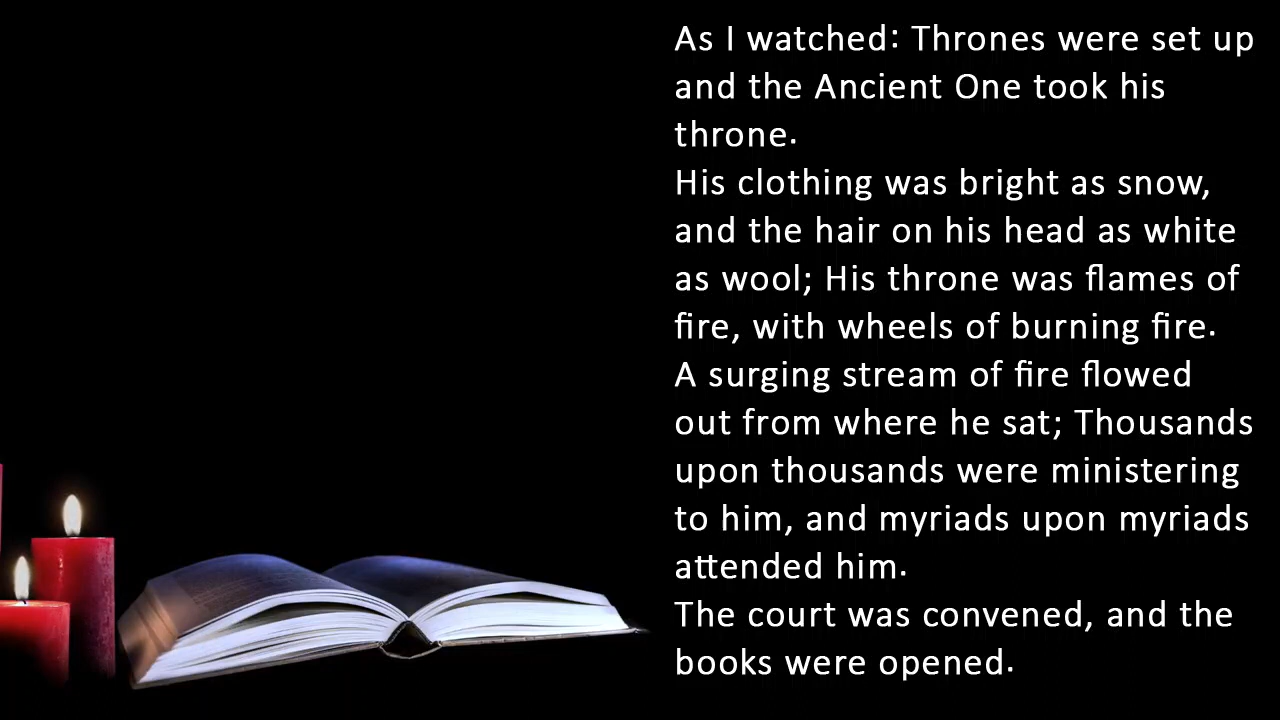 As I watched: Thrones were set up
and the Ancient One took his
throne.
His clothing was bright as snow,
and the hair on his head as white
as wool; His throne was flames of
fire, with wheels of burning fire.
A surging stream of fire flowed
out from where he sat; Thousands
upon thousands were ministering
to him, and myriads upon myriads
attended him.
The court was convened, and the
books were opened.